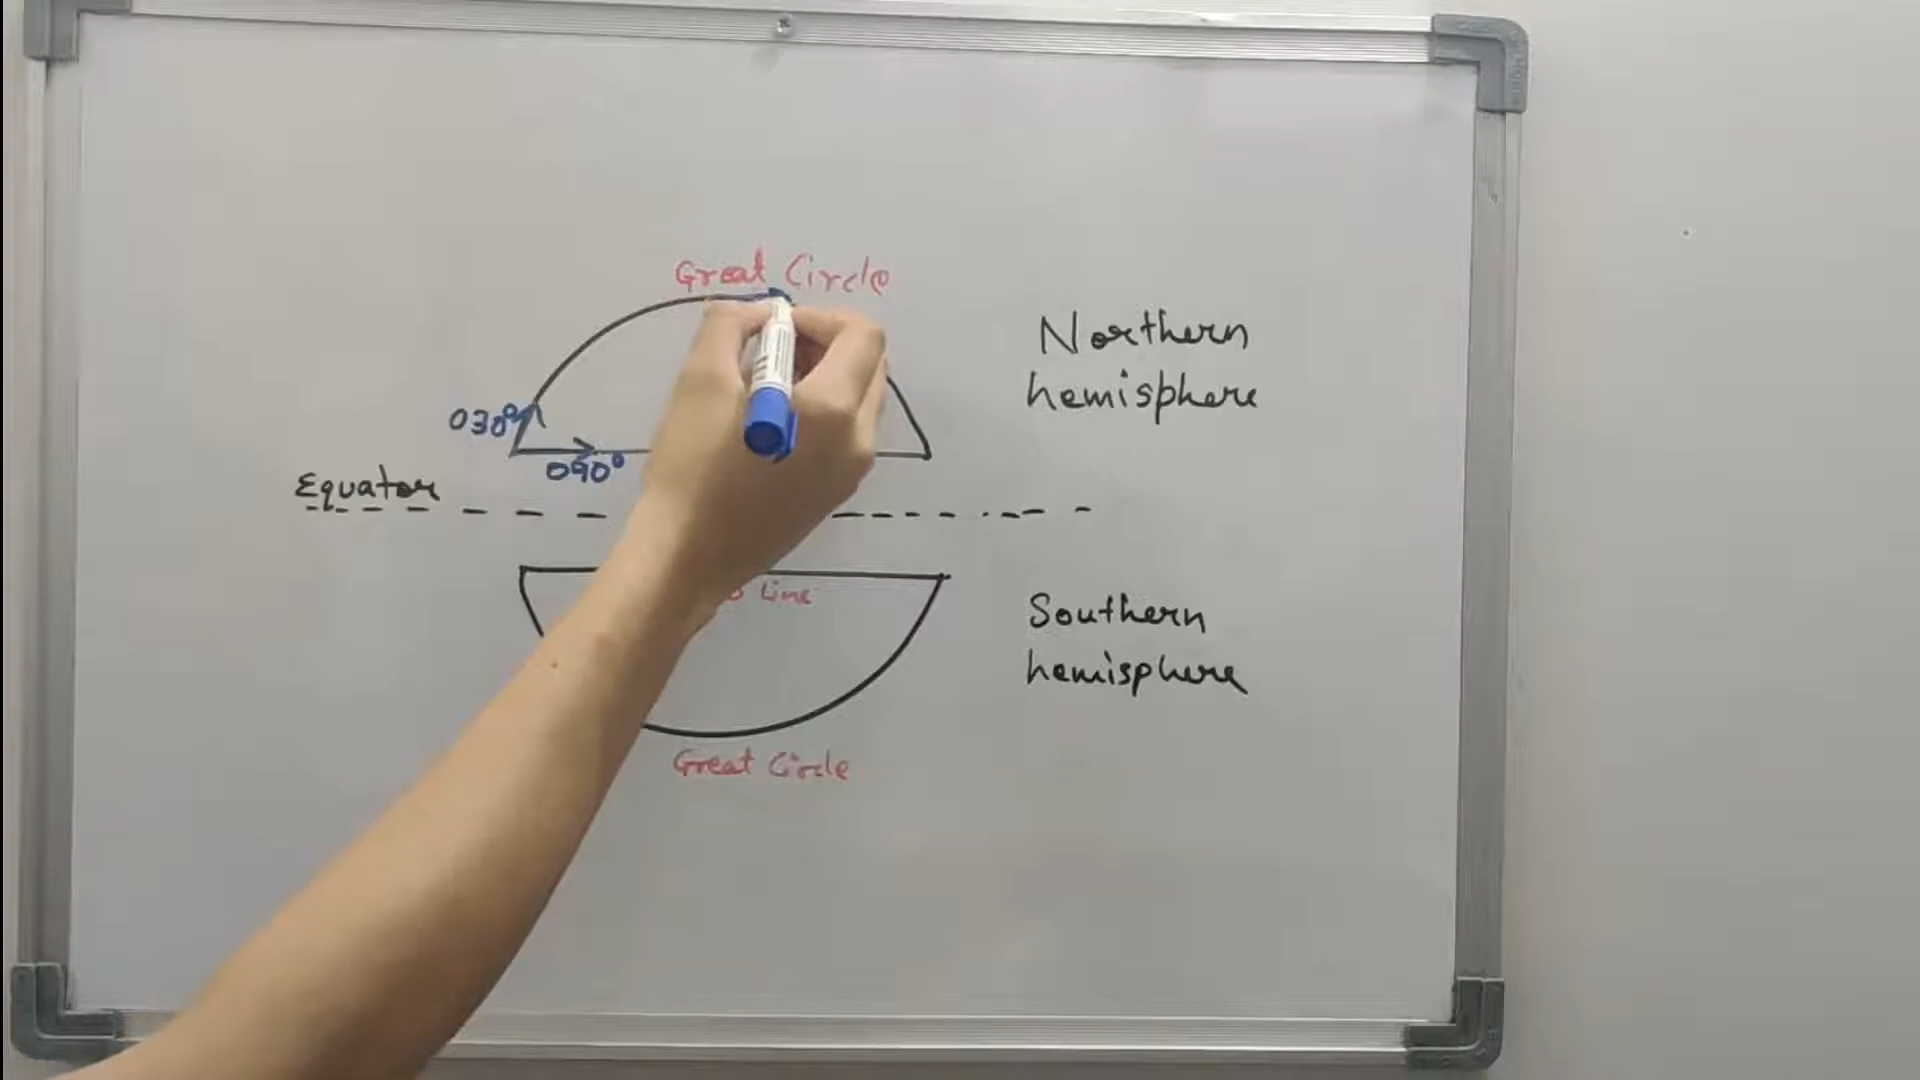 Great Circle
Northern
hemisphere
030°
090°
Equator
Line
Southern
hemisphere
Great Circle